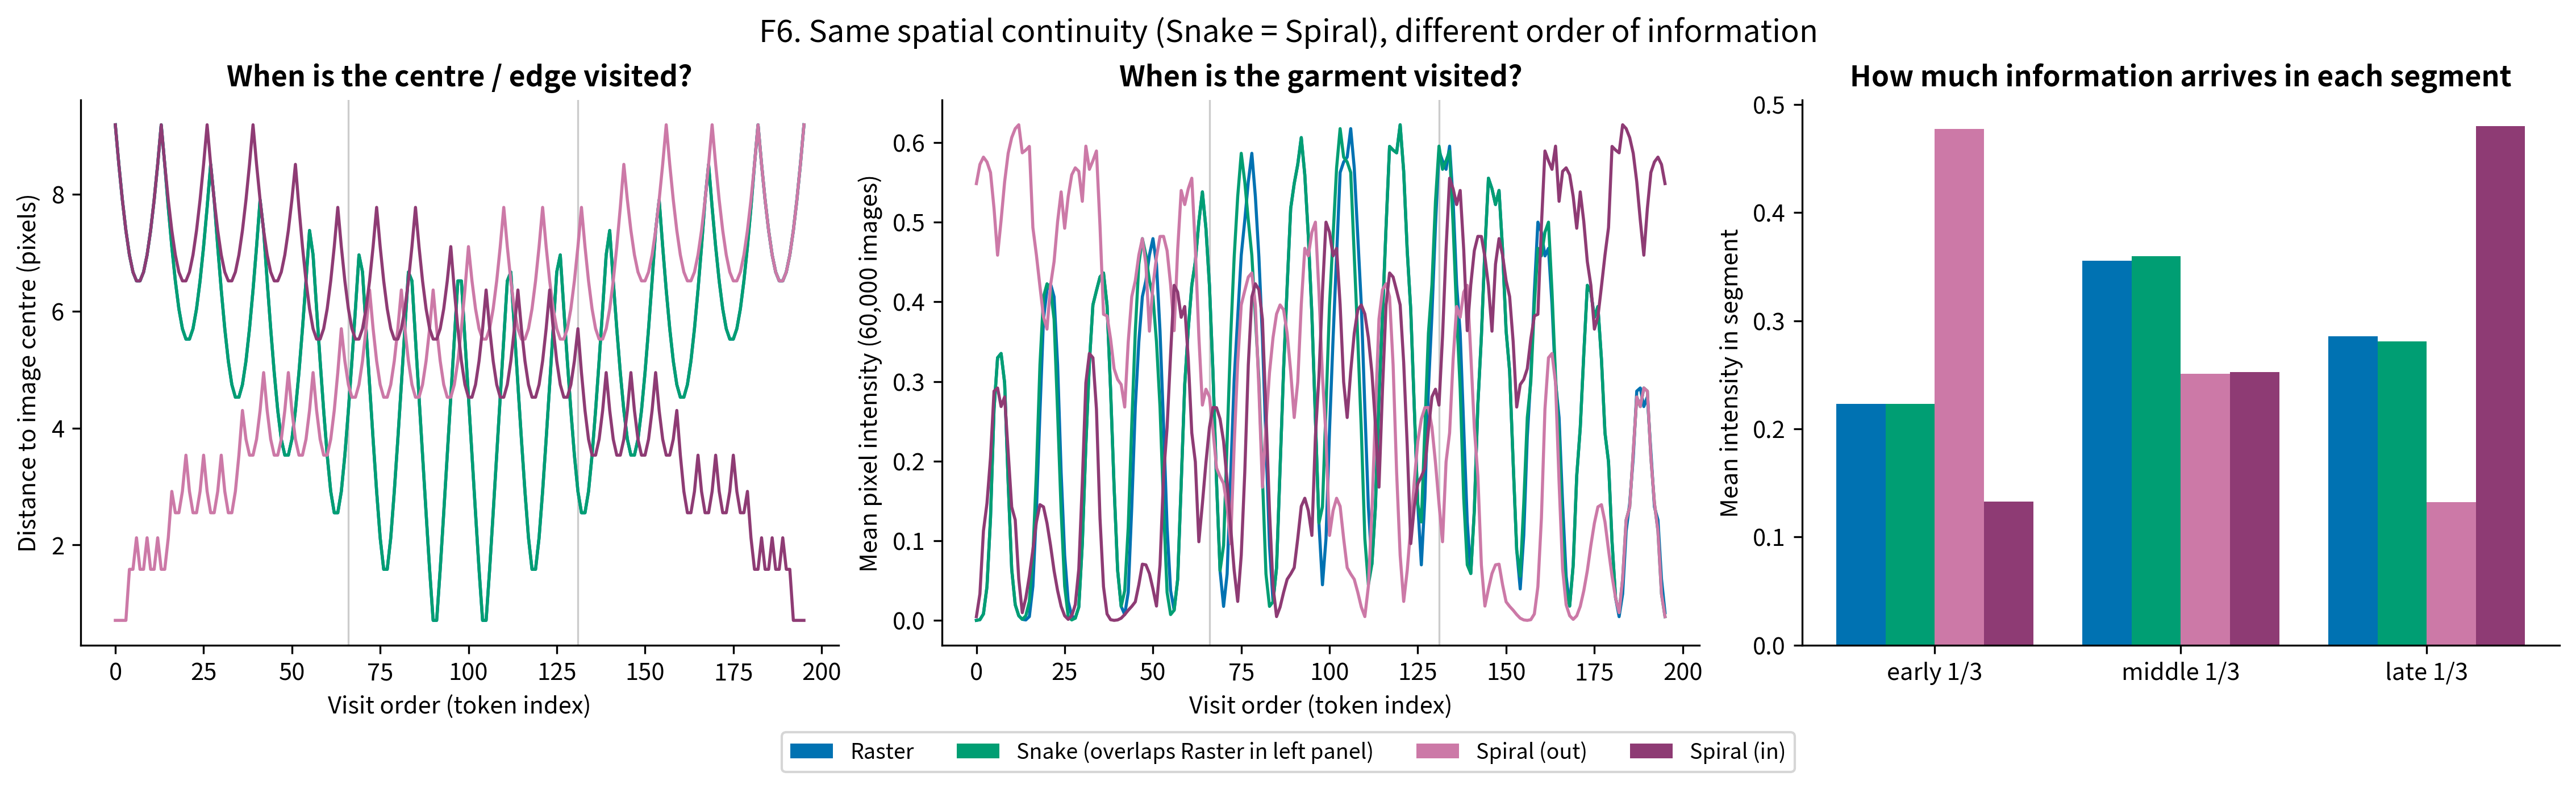 F6. Same spatial continuity (Snake = Spiral), different order of information
When is the centre / edge visited?
Distance to image centre (pixels)
8
6
4
2
0 25 50 75 100 125 150 175 200
Visit order (token index)
When is the garment visited?
Mean pixel intensity (60,000 images)
0.6
0.5
0.4
0.3
0.2
0.1
0.0
0 25 50 75 100 125 150 175 200
Visit order (token index)
How much information arrives in each segment
Mean intensity in segment
0.5
0.4
0.3
0.2
0.1
0.0
early 1/3 middle 1/3 late 1/3
Raster Snake (overlaps Raster in left panel) Spiral (out) Spiral (in)